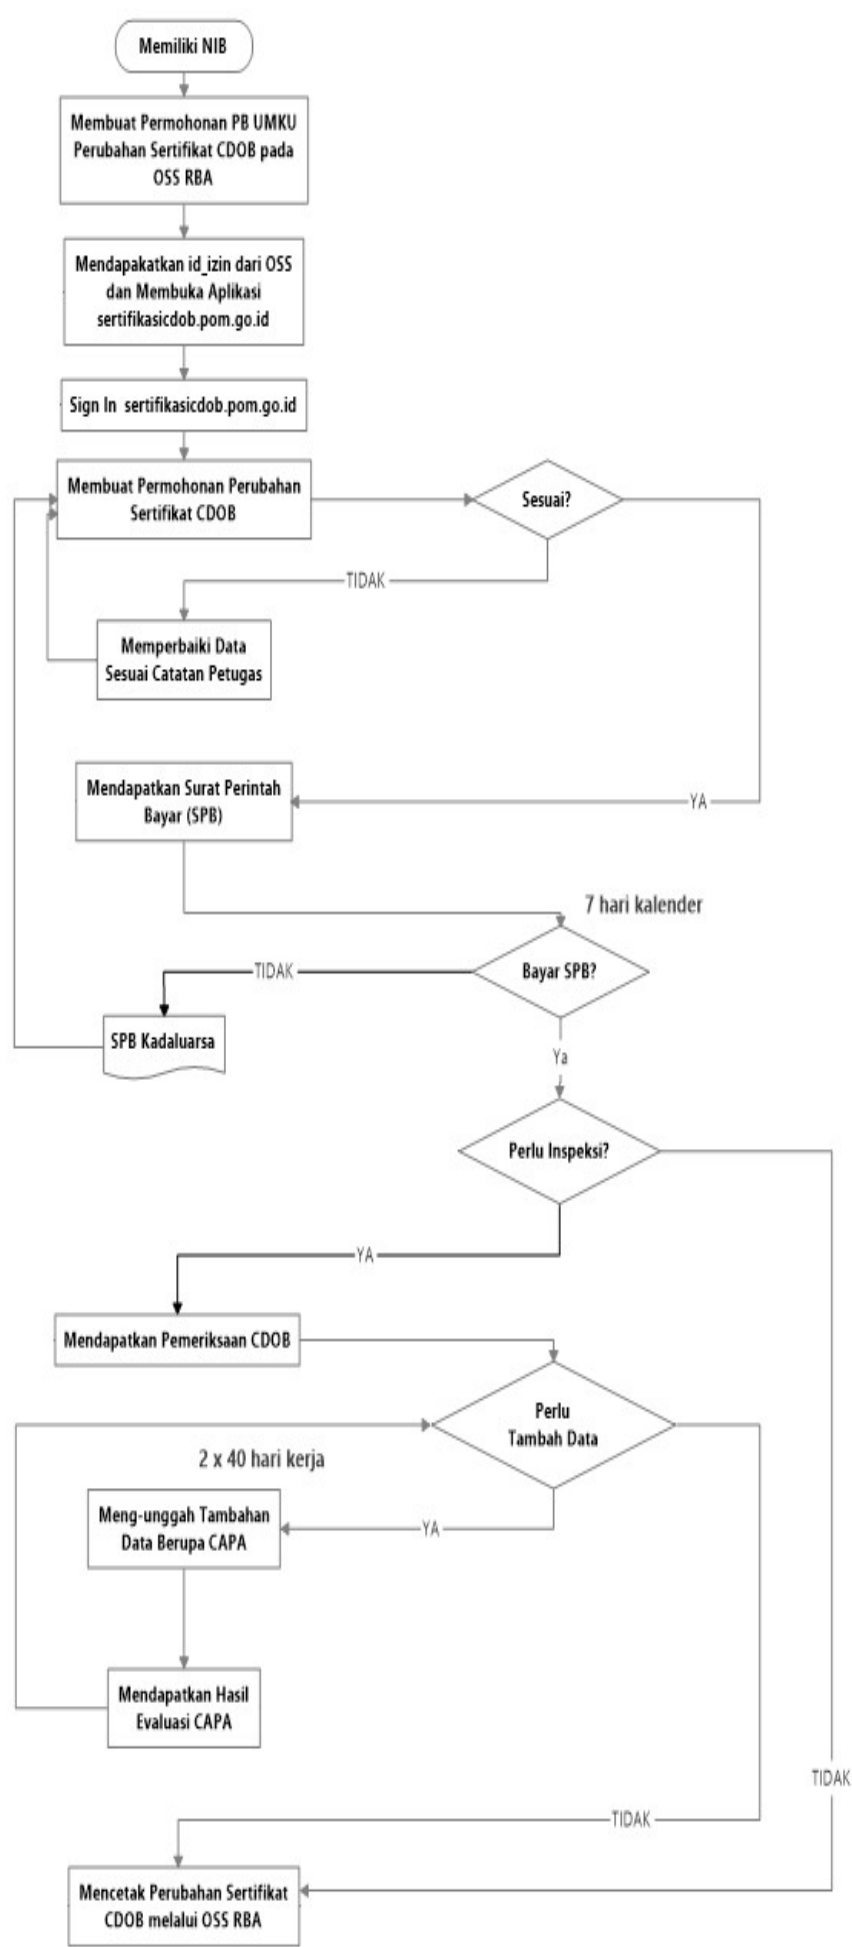 Memiliki NIB
Membuat Permohonan PB UMKU
Perubahan Sertifikat CDOB pada
OSS RBA
Mendapakatkan id_izin dari OSS
dan Membuka Aplikasi
sertifikasicdob.pom.go.id
Sign In sertifikasicdob.pom.go.id
Membuat Permohonan Perubahan
Sertifikat CDOB
Sesuai?
TIDAK
Memperbaiki Data
Sesuai Catatan Petugas
Mendapatkan Surat Perintah
Bayar (SPB)
YA
7 hari kalender
Bayar SPB?
TIDAK
SPB Kadaluarsa
Ya
Perlu Inspeksi?
YA
Mendapatkan Pemeriksaan CDOB
Perlu
Tambah Data
2 x 40 hari kerja
Meng-unggah Tambahan
Data Berupa CAPA
YA
Mendapatkan Hasil
Evaluasi CAPA
TIDAK
TIDAK
Mencetak Perubahan Sertifikat
CDOB melalui OSS RBA